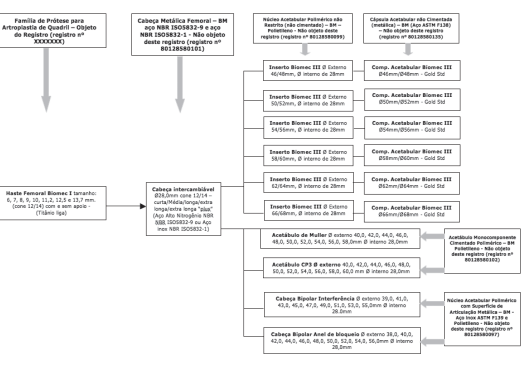 Família de Prótese para
Artroplastia de Quadril – Objeto
do Registro (registro nº
XXXXXXX)
Cabeça Metálica Femoral – BM
aço NBR ISO5832-9 e aço
NBR ISO5832-1 - Não objeto
deste registro (registro nº
80128580101)
Núcleo Acetabular Polimérico não
Restrito (não cimentado) – BM –
Polietileno - Não objeto deste
registro (registro nº 80128580099)
Cápsula Acetabular não Cimentada
(metálica) – BM (Aço ASTM F138) –
Não objeto deste registro (registro
nº 80128580135)
Inserto Biomec III Ø Externo
46/48mm, Ø interno de 28mm
Comp. Acetabular Biomec III
Ø46mm/Ø48mm - Gold Std
Inserto Biomec III Ø Externo
50/52mm, Ø interno de 28mm
Comp. Acetabular Biomec III
Ø50mm/Ø52mm - Gold Std
Inserto Biomec III Ø Externo
54/56mm, Ø interno de 28mm
Comp. Acetabular Biomec III
Ø54mm/Ø56mm - Gold Std
Inserto Biomec III Ø Externo
58/60mm, Ø interno de 28mm
Comp. Acetabular Biomec III
Ø58mm/Ø60mm - Gold Std
Inserto Biomec III Ø Externo
62/64mm, Ø interno de 28mm
Comp. Acetabular Biomec III
Ø62mm/Ø64mm - Gold Std
Inserto Biomec III Ø Externo
66/68mm, Ø interno de 28mm
Comp. Acetabular Biomec III
Ø66mm/Ø68mm - Gold Std
Haste Femoral Biomec I tamanho:
6, 7, 8, 9, 10, 11,2, 12,5 e 13,7 mm.
(cone 12/14) com e sem apoio -
(Titânio liga)
Cabeça intercambiável
Ø28,0mm cone 12/14 –
curta/Média/longa/extra
longa/extra longa "plus"
(Aço Alto Nitrogênio NBR
NBR ISO5832-9 ou Aço
inox NBR ISO5832-1)
Acetábulo de Muller Ø externo 40,0, 42,0, 44,0, 46,0,
48,0, 50,0, 52,0, 54,0, 56,0, 58,0mm Ø interno 28,0mm
Acetábulo CP3 Ø externo 40,0, 42,0, 44,0, 46,0, 48,0,
50,0, 52,0, 54,0, 56,0, 58,0, 60,0 mm Ø interno 28,0mm
Acetábulo Monocomponente
Cimentado Polimérico – BM
Polietileno - Não objeto
deste registro (registro nº
80128580102)
Cabeça Bipolar Interferência Ø externo 39,0, 41,0,
43,0, 45,0, 47,0, 49,0, 51,0, 53,0, 55,0mm Ø interno
28.0mm
Cabeça Bipolar Anel de bloqueio Ø externo 38,0, 40,0,
42,0, 44,0, 46,0, 48,0, 50,0, 52,0, 54,0, 56,0mm Ø interno
28,0mm
Núcleo Acetabular Polimérico
com Superfície de
Articulação Metálica – BM -
Aço inox ASTM F139 e
Polietileno - Não objeto
deste registro (registro nº
80128580097)